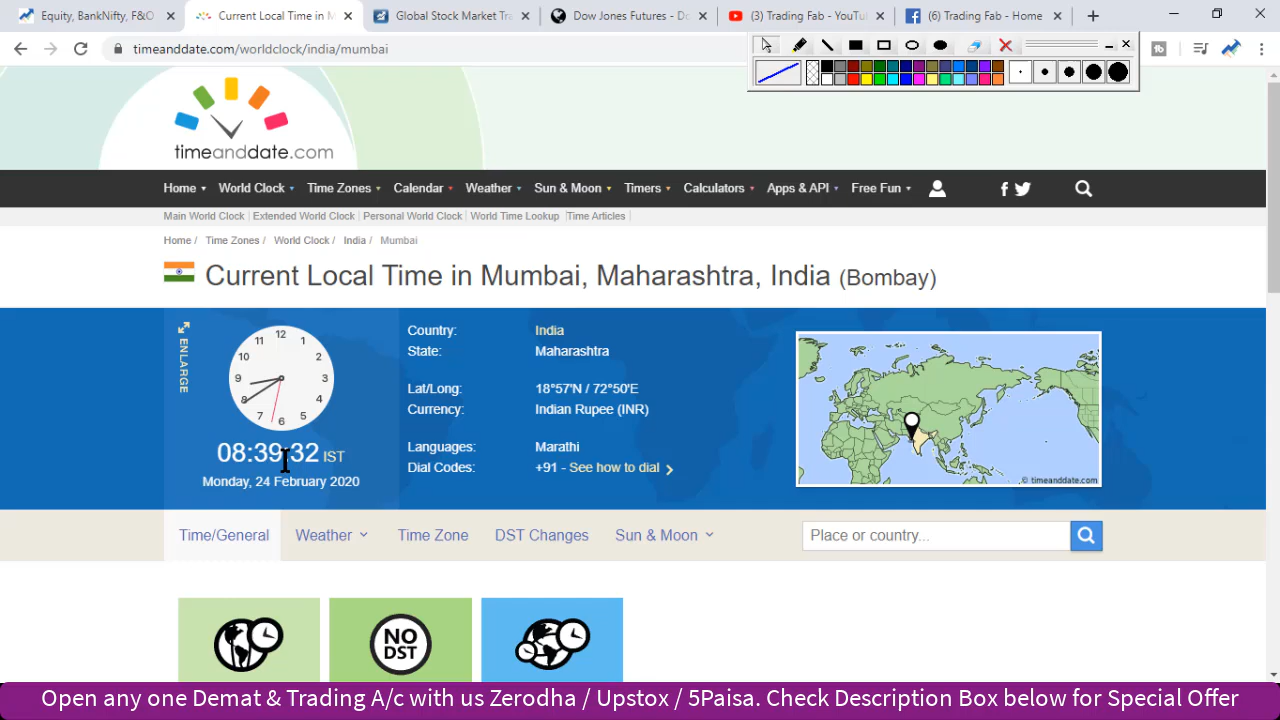 Equity, BankNifty, F&O
Current Local Time in M
Global Stock Market Tra
Dow Jones Futures - Do
(3) Trading Fab - YouTu
(6) Trading Fab - Home
timeanddate.com/worldclock/india/mumbai
timeanddate.com
Home World Clock Time Zones Calendar Weather Sun & Moon Timers Calculators Apps & API Free Fun
Main World Clock Extended World Clock Personal World Clock World Time Lookup Time Articles
Home / Time Zones / World Clock / India / Mumbai
Current Local Time in Mumbai, Maharashtra, India (Bombay)
ENLARGE
12 1 2 3 4 5 6 7 8 9 10 11
08:39:32 IST
Monday, 24 February 2020
Country: India
State: Maharashtra
Lat/Long: 18°57'N / 72°50'E
Currency: Indian Rupee (INR)
Languages: Marathi
Dial Codes: +91 - See how to dial
© timeanddate.com
Time/General Weather Time Zone DST Changes Sun & Moon
Place or country...
NO
DST
Open any one Demat & Trading A/c with us Zerodha / Upstox / 5Paisa. Check Description Box below for Special Offer